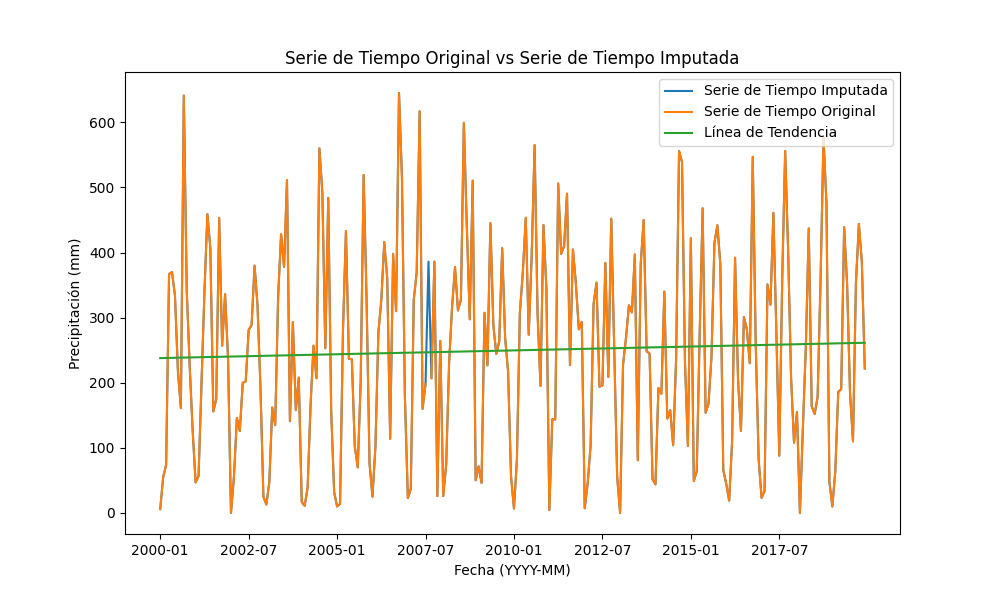 Serie de Tiempo Original vs Serie de Tiempo Imputada
Serie de Tiempo Imputada
Serie de Tiempo Original
Línea de Tendencia
Precipitación (mm)
600
500
400
300
200
100
0
2000-01 2002-07 2005-01 2007-07 2010-01 2012-07 2015-01 2017-07
Fecha (YYYY-MM)